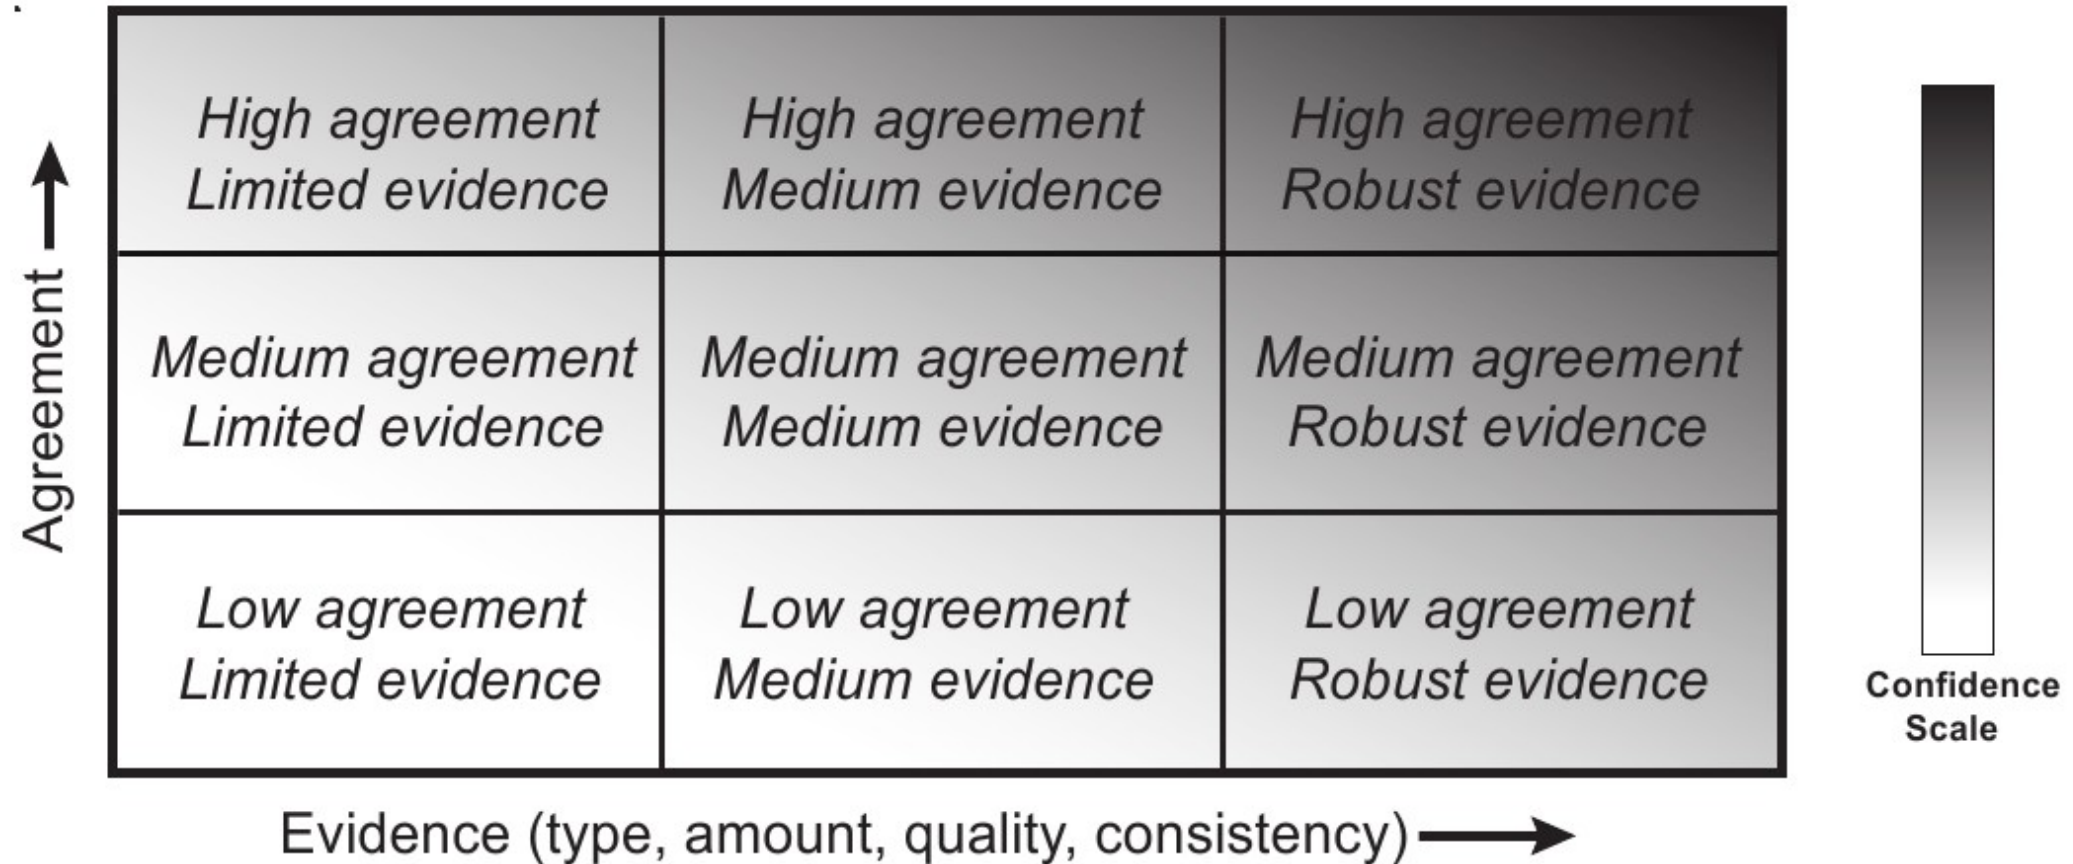 High agreement
Limited evidence
High agreement
Medium evidence
High agreement
Robust evidence
Medium agreement
Limited evidence
Medium agreement
Medium evidence
Medium agreement
Robust evidence
Low agreement
Limited evidence
Low agreement
Medium evidence
Low agreement
Robust evidence
Agreement
Evidence (type, amount, quality, consistency)
Confidence
Scale